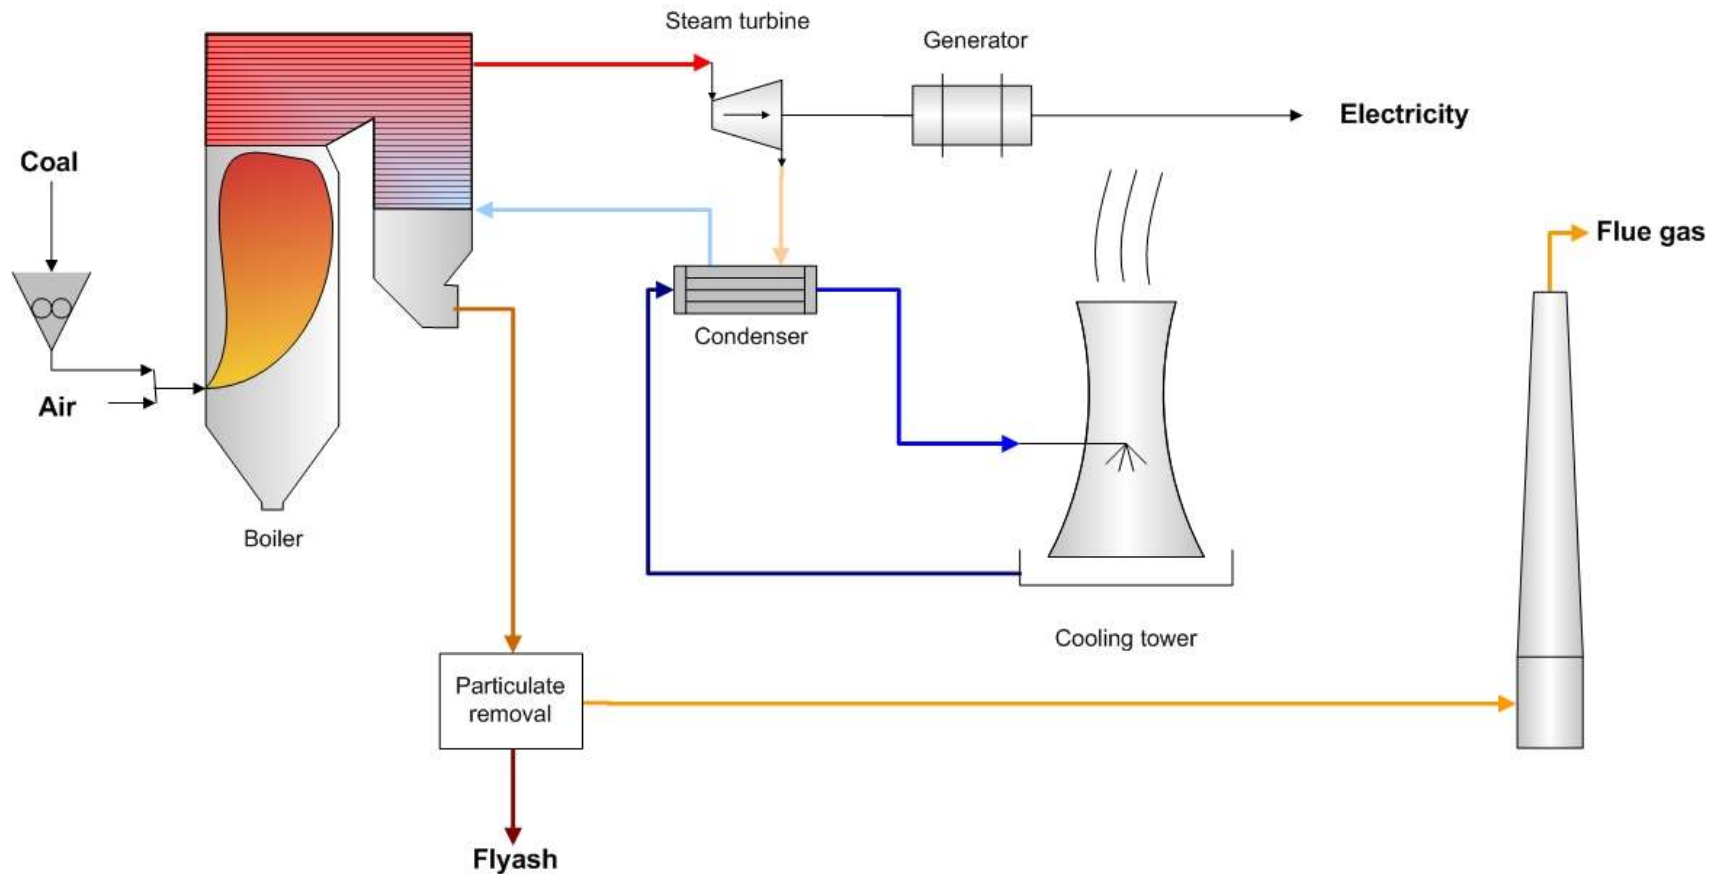 Steam turbine
Generator
Electricity
Coal
Flue gas
Condenser
Air
Boiler
Cooling tower
Particulate
removal
Flyash